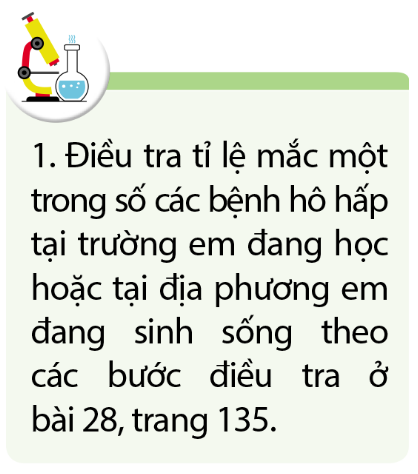 1. Điều tra tỉ lệ mắc một
trong số các bệnh hô hấp
tại trường em đang học
hoặc tại địa phương em
đang sinh sống theo
các bước điều tra ở
bài 28, trang 135.